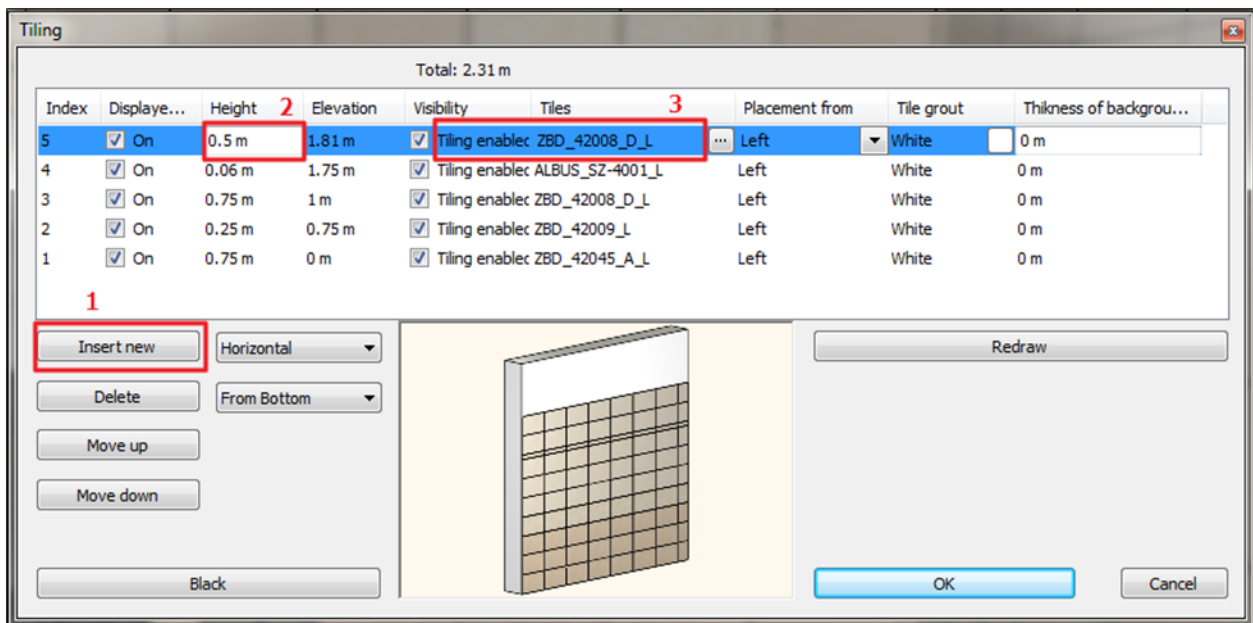 Tiling
Total: 2.31 m
Index Displaye... Height 2 Elevation Visibility Tiles 3 Placement from Tile grout Thikness of backgrou...
5 On 0.5 m 1.81 m Tiling enablec ZBD_42008_D_L ... Left White 0 m
4 On 0.06 m 1.75 m Tiling enablec ALBUS_SZ-4001_L Left White 0 m
3 On 0.75 m 1 m Tiling enablec ZBD_42008_D_L Left White 0 m
2 On 0.25 m 0.75 m Tiling enablec ZBD_42009_L Left White 0 m
1 On 0.75 m 0 m Tiling enablec ZBD_42045_A_L Left White 0 m
1
Insert new Horizontal Redraw
Delete From Bottom
Move up
Move down
Black OK Cancel